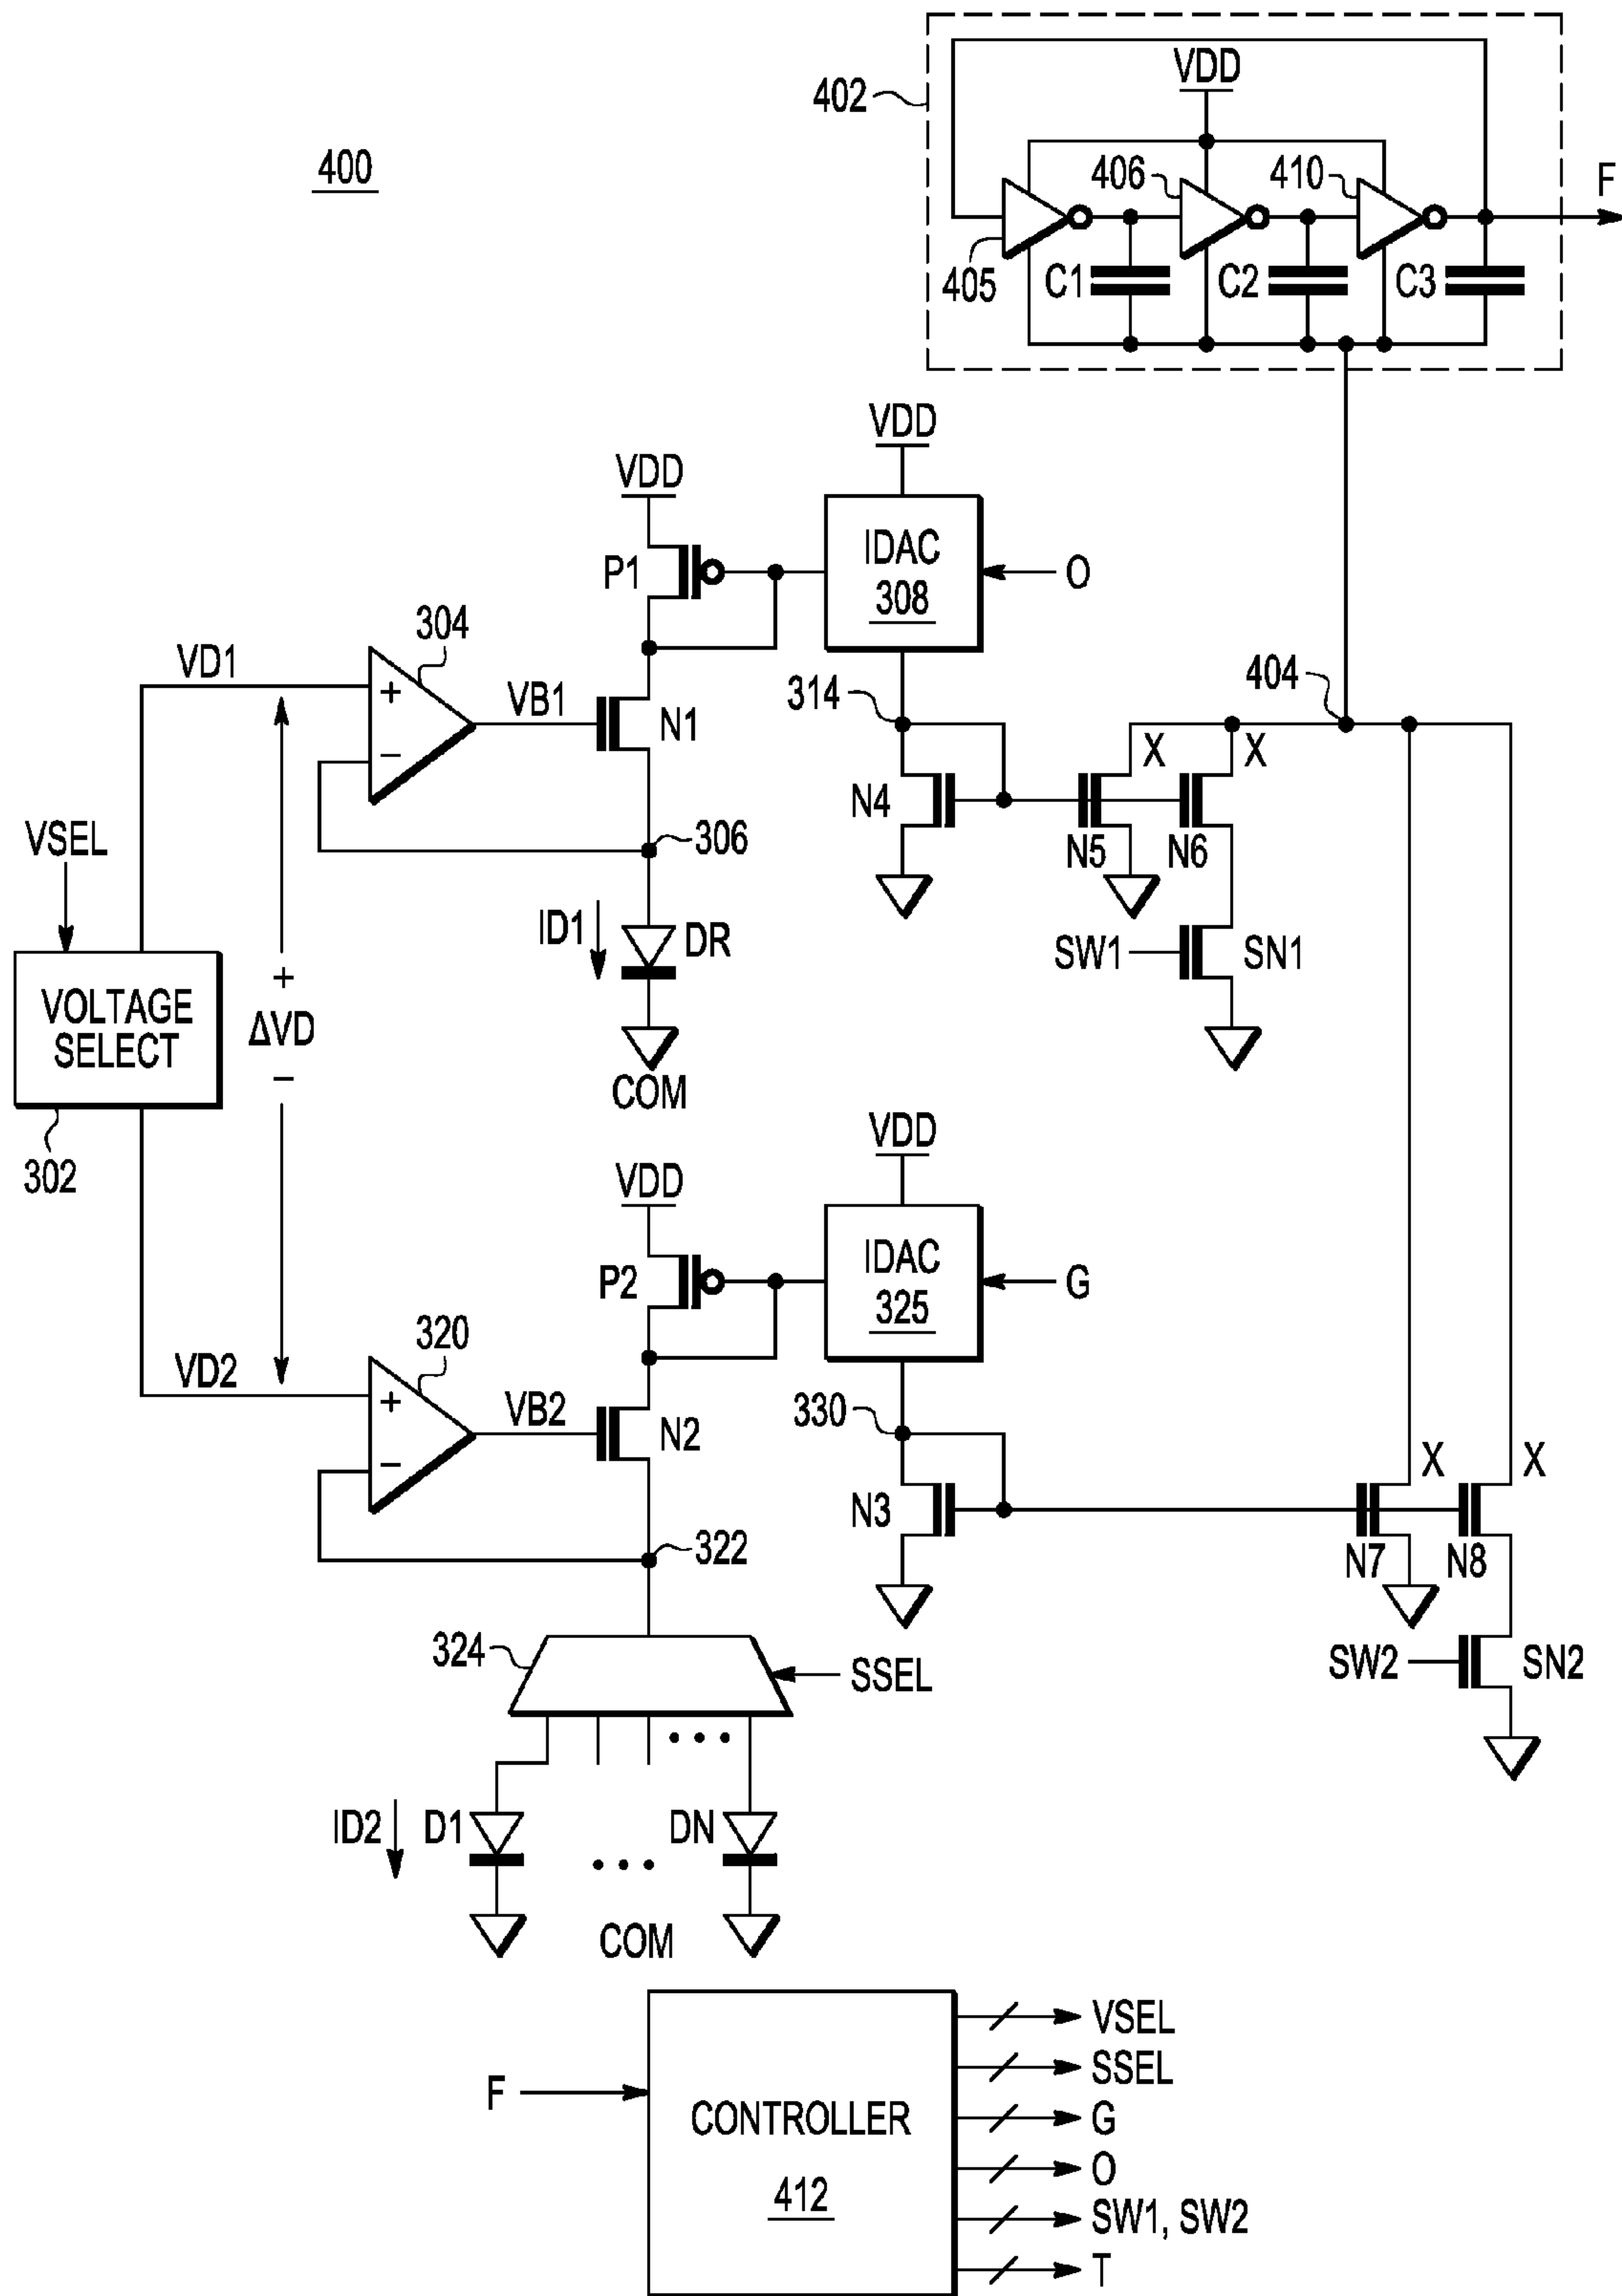 400
402
VDD
405
406
410
C1
C2
C3
F
VDD
P1
VDD
IDAC
308
O
VD1
304
+
−
VB1
N1
306
314
N4
404
X
X
N5
N6
SW1
SN1
VSEL
VOLTAGE
SELECT
302
+
ΔVD
−
ID1
DR
COM
VDD
P2
VDD
IDAC
325
G
VD2
320
+
−
VB2
N2
322
330
N3
X
X
N7
N8
SW2
SN2
324
SSEL
ID2
D1
DN
COM
F
CONTROLLER
412
VSEL
SSEL
G
O
SW1, SW2
T